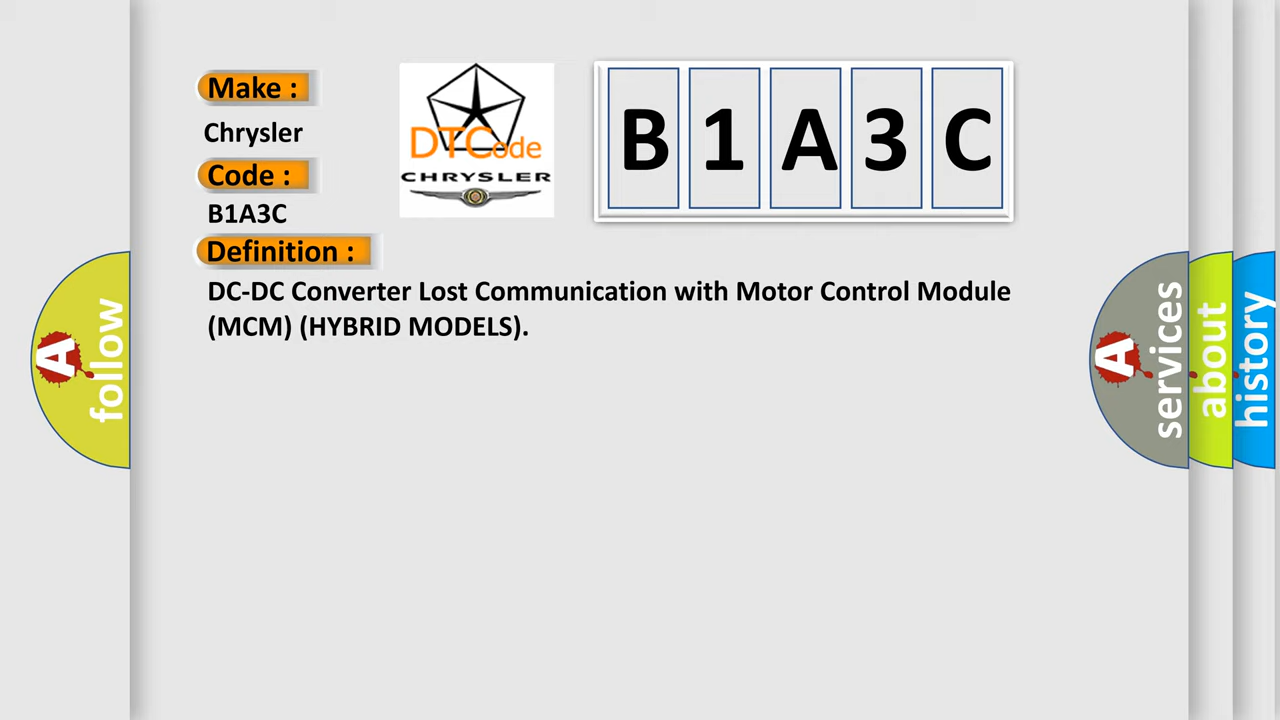 Make :
Chrysler
Code :
B1A3C
Definition :
DC-DC Converter Lost Communication with Motor Control Module
(MCM) (HYBRID MODELS).
DTCode
CHRYSLER
B 1 A 3 C
A follow
A services
about
history